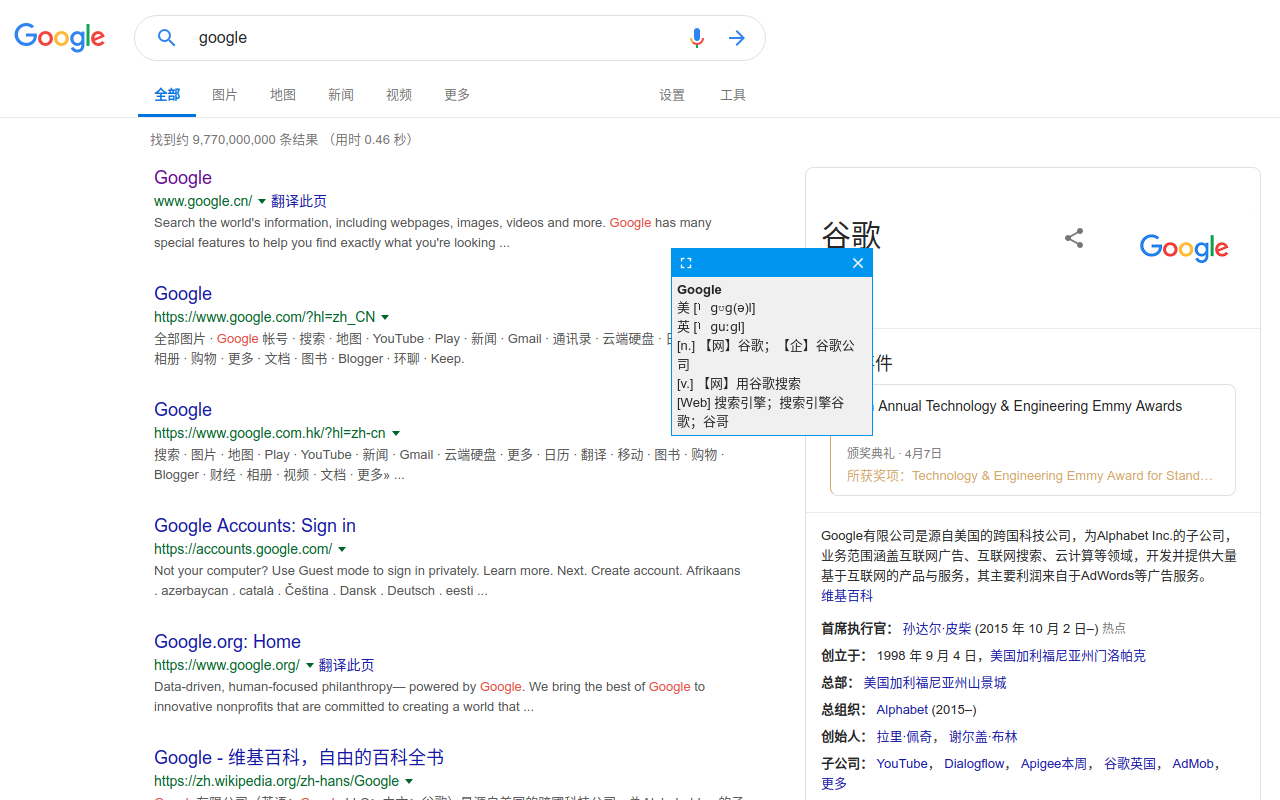 Google
google
全部 图片 地图 新闻 视频 更多 设置 工具
找到约 9,770,000,000 条结果 （用时 0.46 秒）
Google
www.google.cn/ 翻译此页
Search the world's information, including webpages, images, videos and more. Google has many
special features to help you find exactly what you're looking ...
Google
https://www.google.com/?hl=zh_CN
全部图片 · Google 帐号 · 搜索 · 地图 · YouTube · Play · 新闻 · Gmail · 通讯录 · 云端硬盘 ·
相册 · 购物 · 更多 · 文档 · 图书 · Blogger · 环聊 · Keep.
Google
https://www.google.com.hk/?hl=zh-cn
搜索 · 图片 · 地图 · Play · YouTube · 新闻 · Gmail · 云端硬盘 · 更多 · 日历 · 翻译 · 移动 · 图书 · 购物 ·
Blogger · 财经 · 相册 · 视频 · 文档 · 更多» ...
Google Accounts: Sign in
https://accounts.google.com/
Not your computer? Use Guest mode to sign in privately. Learn more. Next. Create account. Afrikaans
. azərbaycan . català . Čeština . Dansk . Deutsch . eesti ...
Google.org: Home
https://www.google.org/ 翻译此页
Data-driven, human-focused philanthropy— powered by Google. We bring the best of Google to
innovative nonprofits that are committed to creating a world that ...
Google - 维基百科，自由的百科全书
https://zh.wikipedia.org/zh-hans/Google
Google
美 [ˈɡʊɡ(ə)l]
英 [ˈɡuːɡl]
[n.] 【网】谷歌；【企】谷歌公
司
[v.] 【网】用谷歌搜索
[Web] 搜索引擎；搜索引擎谷
歌；谷哥
谷歌
Google
件
Annual Technology & Engineering Emmy Awards
颁奖典礼 · 4月7日
所获奖项：Technology & Engineering Emmy Award for Stand…
Google有限公司是源自美国的跨国科技公司，为Alphabet Inc.的子公司，
业务范围涵盖互联网广告、互联网搜索、云计算等领域，开发并提供大量
基于互联网的产品与服务，其主要利润来自于AdWords等广告服务。
维基百科
首席执行官： 孙达尔·皮柴 (2015 年 10 月 2 日–) 热点
创立于： 1998 年 9 月 4 日，美国加利福尼亚州门洛帕克
总部： 美国加利福尼亚州山景城
总组织： Alphabet (2015–)
创始人： 拉里·佩奇， 谢尔盖·布林
子公司： YouTube， Dialogflow， Apigee本周， 谷歌英国， AdMob，
更多